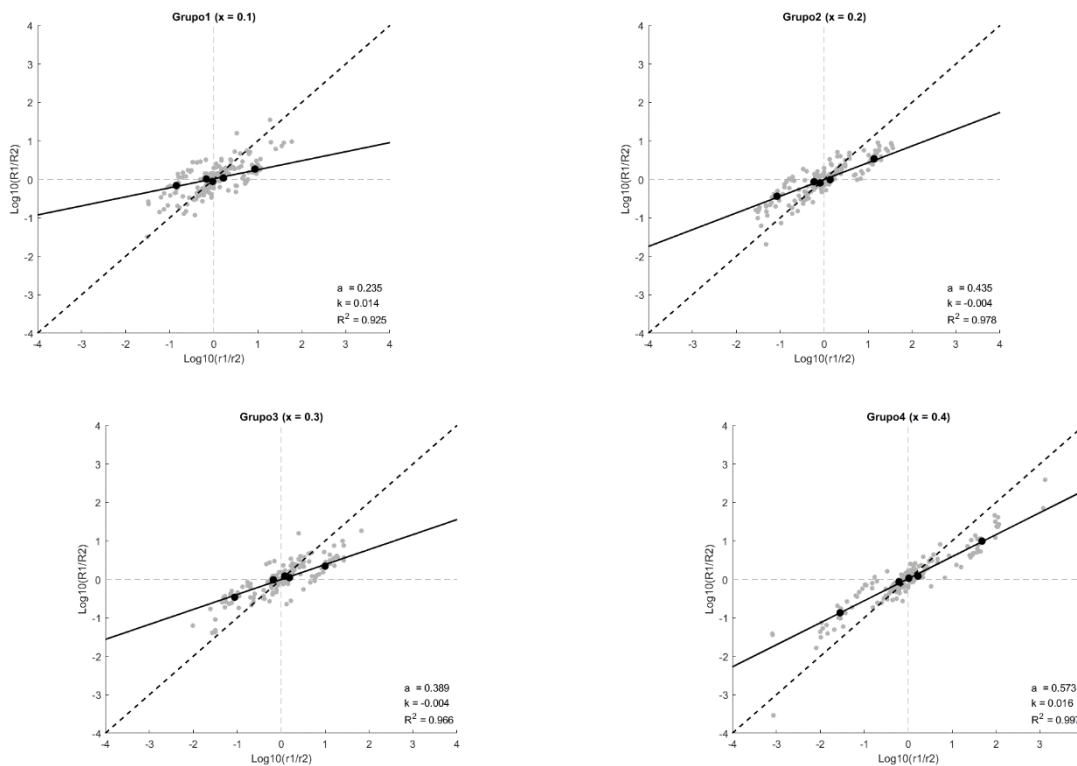 Grupo1 (x = 0.1)
4
3
2
1
0
-1
-2
-3
-4
Log10(R1/R2)
-4 -3 -2 -1 0 1 2 3 4
Log10(r1/r2)
a = 0.235
k = 0.014
R² = 0.925
Grupo2 (x = 0.2)
4
3
2
1
0
-1
-2
-3
-4
Log10(R1/R2)
-4 -3 -2 -1 0 1 2 3 4
Log10(r1/r2)
a = 0.435
k = -0.004
R² = 0.978
Grupo3 (x = 0.3)
4
3
2
1
0
-1
-2
-3
-4
Log10(R1/R2)
-4 -3 -2 -1 0 1 2 3 4
Log10(r1/r2)
a = 0.389
k = -0.004
R² = 0.966
Grupo4 (x = 0.4)
4
3
2
1
0
-1
-2
-3
-4
Log10(R1/R2)
-4 -3 -2 -1 0 1 2 3
Log10(r1/r2)
a = 0.573
k = 0.016
R² = 0.997